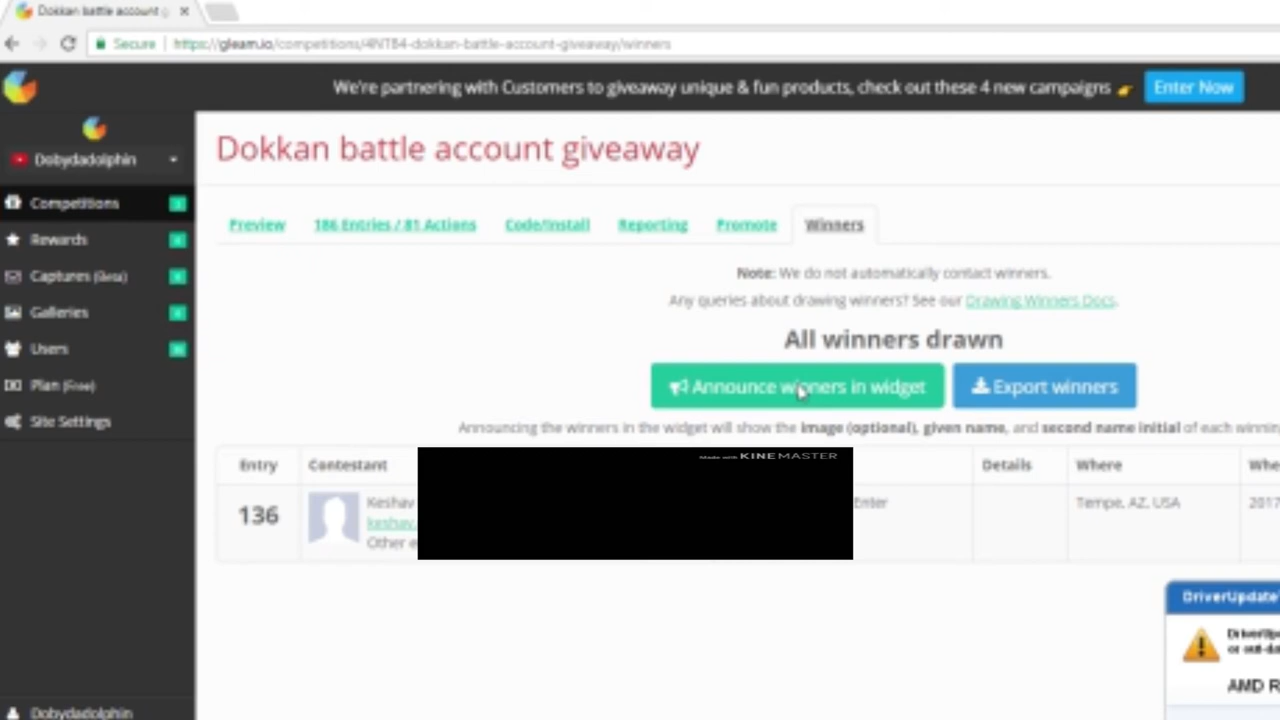 Dokkan battle account
Secure https://gleam.io/competitions/4NTB4-dokkan-battle-account-giveaway/winners
We're partnering with Customers to giveaway unique & fun products, check out these 4 new campaigns
Enter Now
Dobydadolphin
Competitions
Rewards
Captures (Beta)
Galleries
Users
Plan (Free)
Site Settings
Dobydadolphin
Dokkan battle account giveaway
Preview
186 Entries / 81 Actions
Code/Install
Reporting
Promote
Winners
Note: We do not automatically contact winners.
Any queries about drawing winners? See our Drawing Winners Docs.
All winners drawn
Announce winners in widget
Export winners
Announcing the winners in the widget will show the image (optional), given name, and second name initial of each
Entry Contestant Details Where
136 Keshav Enter Tempe, AZ, USA 2017
keshav.
Other
Made with KINEMASTER
DriverUpdate
AMD R